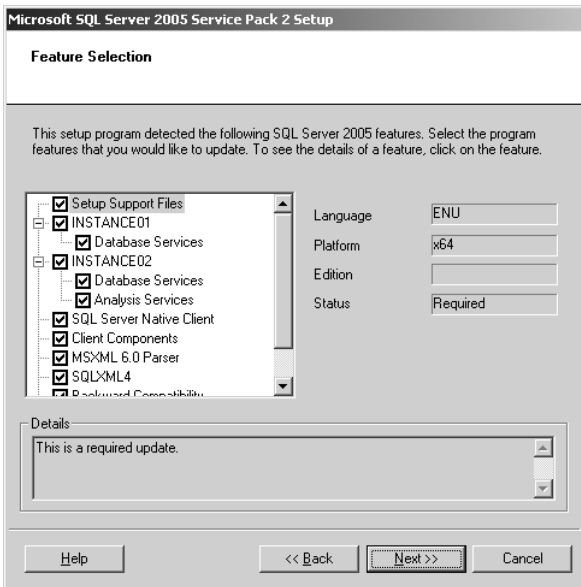 Microsoft SQL Server 2005 Service Pack 2 Setup
Feature Selection
This setup program detected the following SQL Server 2005 features. Select the program
features that you would like to update. To see the details of a feature, click on the feature.
Setup Support Files
INSTANCE01
Database Services
INSTANCE02
Database Services
Analysis Services
SQL Server Native Client
Client Components
MSXML 6.0 Parser
SQLXML4
Backward Compatibility
Language ENU
Platform x64
Edition
Status Required
Details
This is a required update.
Help
<< Back
Next >>
Cancel